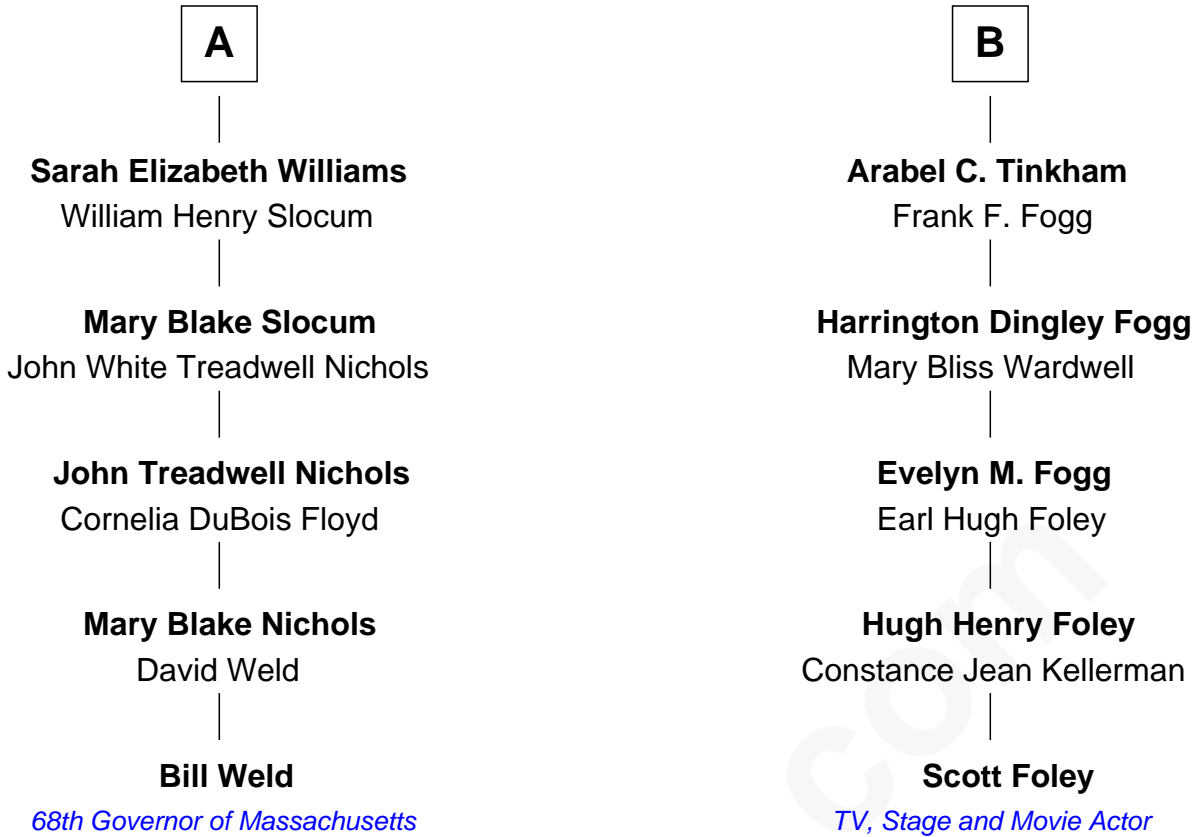 A
Sarah Elizabeth Williams
William Henry Slocum
Mary Blake Slocum
John White Treadwell Nichols
John Treadwell Nichols
Cornelia DuBois Floyd
Mary Blake Nichols
David Weld
Bill Weld
68th Governor of Massachusetts
B
Arabel C. Tinkham
Frank F. Fogg
Harrington Dingley Fogg
Mary Bliss Wardwell
Evelyn M. Fogg
Earl Hugh Foley
Hugh Henry Foley
Constance Jean Kellerman
Scott Foley
TV, Stage and Movie Actor
com